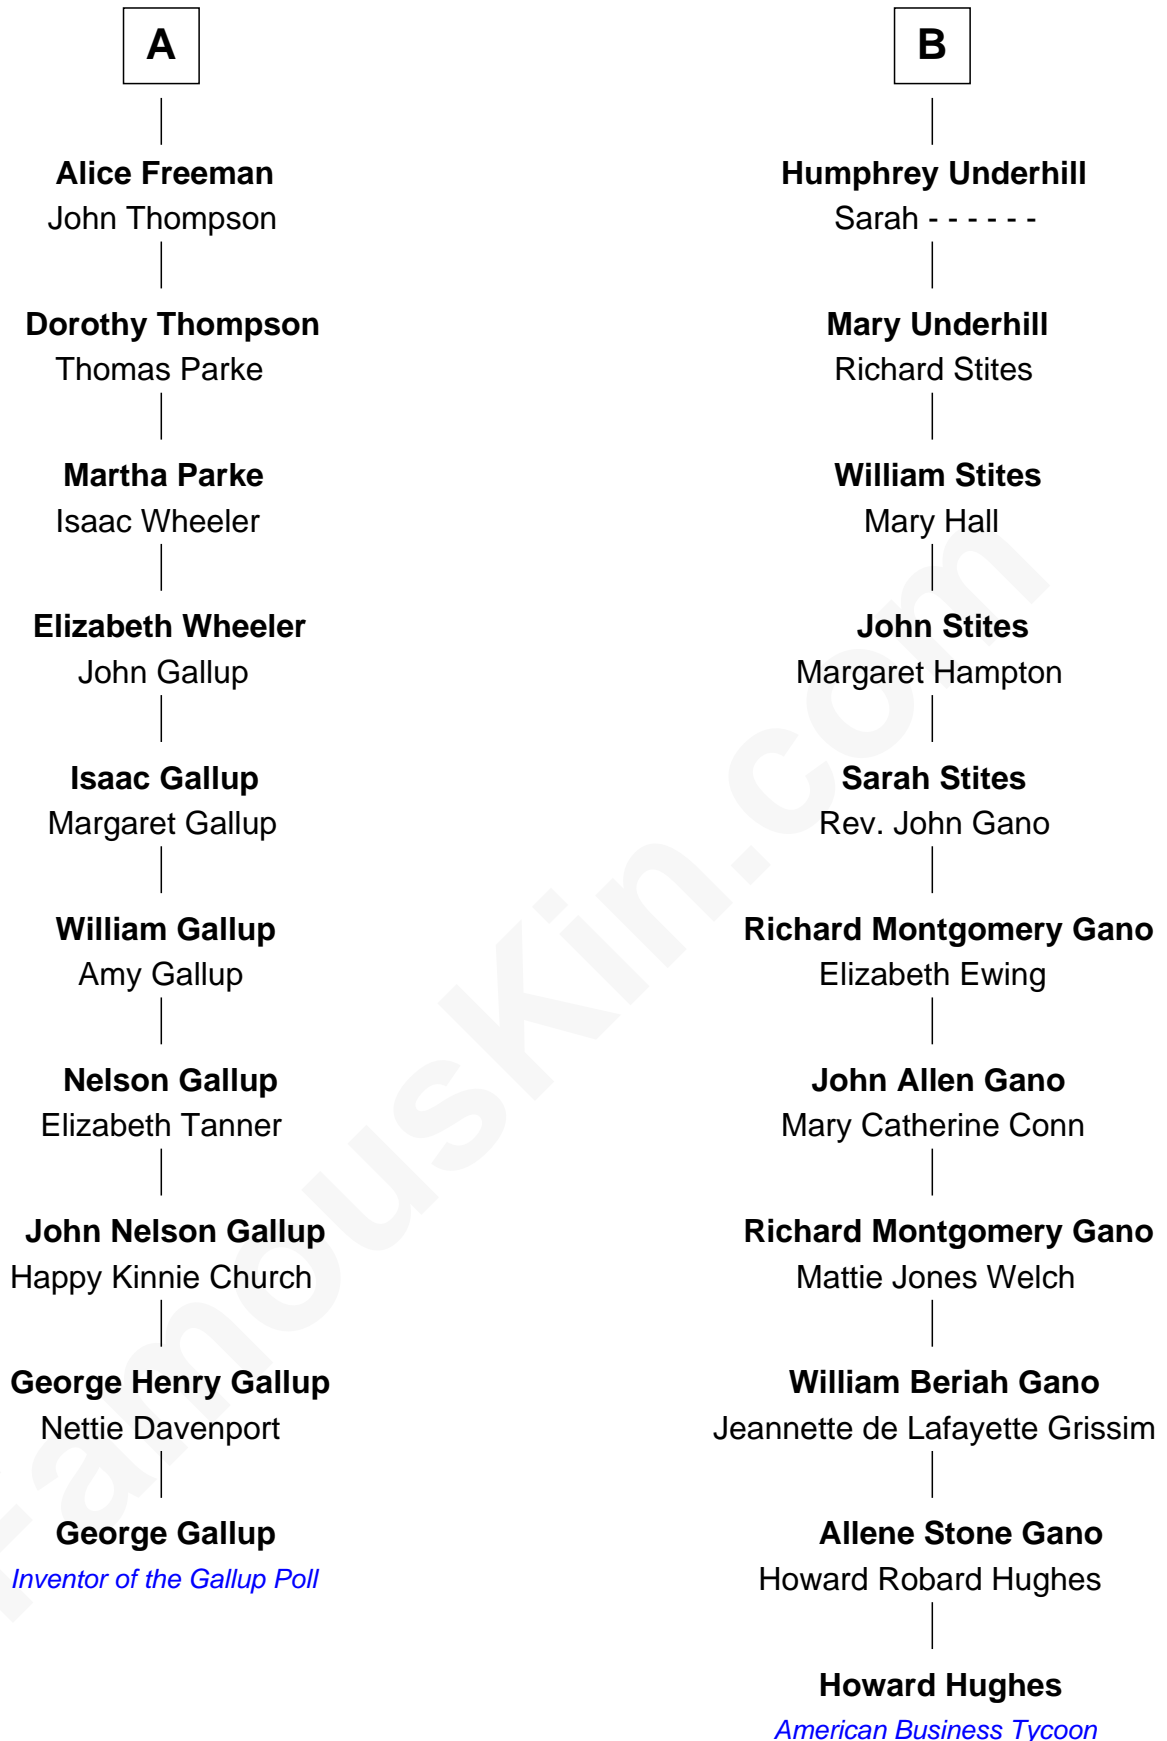 A
Alice Freeman
John Thompson
Dorothy Thompson
Thomas Parke
Martha Parke
Isaac Wheeler
Elizabeth Wheeler
John Gallup
Isaac Gallup
Margaret Gallup
William Gallup
Amy Gallup
Nelson Gallup
Elizabeth Tanner
John Nelson Gallup
Happy Kinnie Church
George Henry Gallup
Nettie Davenport
George Gallup
Inventor of the Gallup Poll
B
Humphrey Underhill
Sarah - - - - - -
Mary Underhill
Richard Stites
William Stites
Mary Hall
John Stites
Margaret Hampton
Sarah Stites
Rev. John Gano
Richard Montgomery Gano
Elizabeth Ewing
John Allen Gano
Mary Catherine Conn
Richard Montgomery Gano
Mattie Jones Welch
William Beriah Gano
Jeannette de Lafayette Grissim
Allene Stone Gano
Howard Robard Hughes
Howard Hughes
American Business Tycoon
FamousKin.com